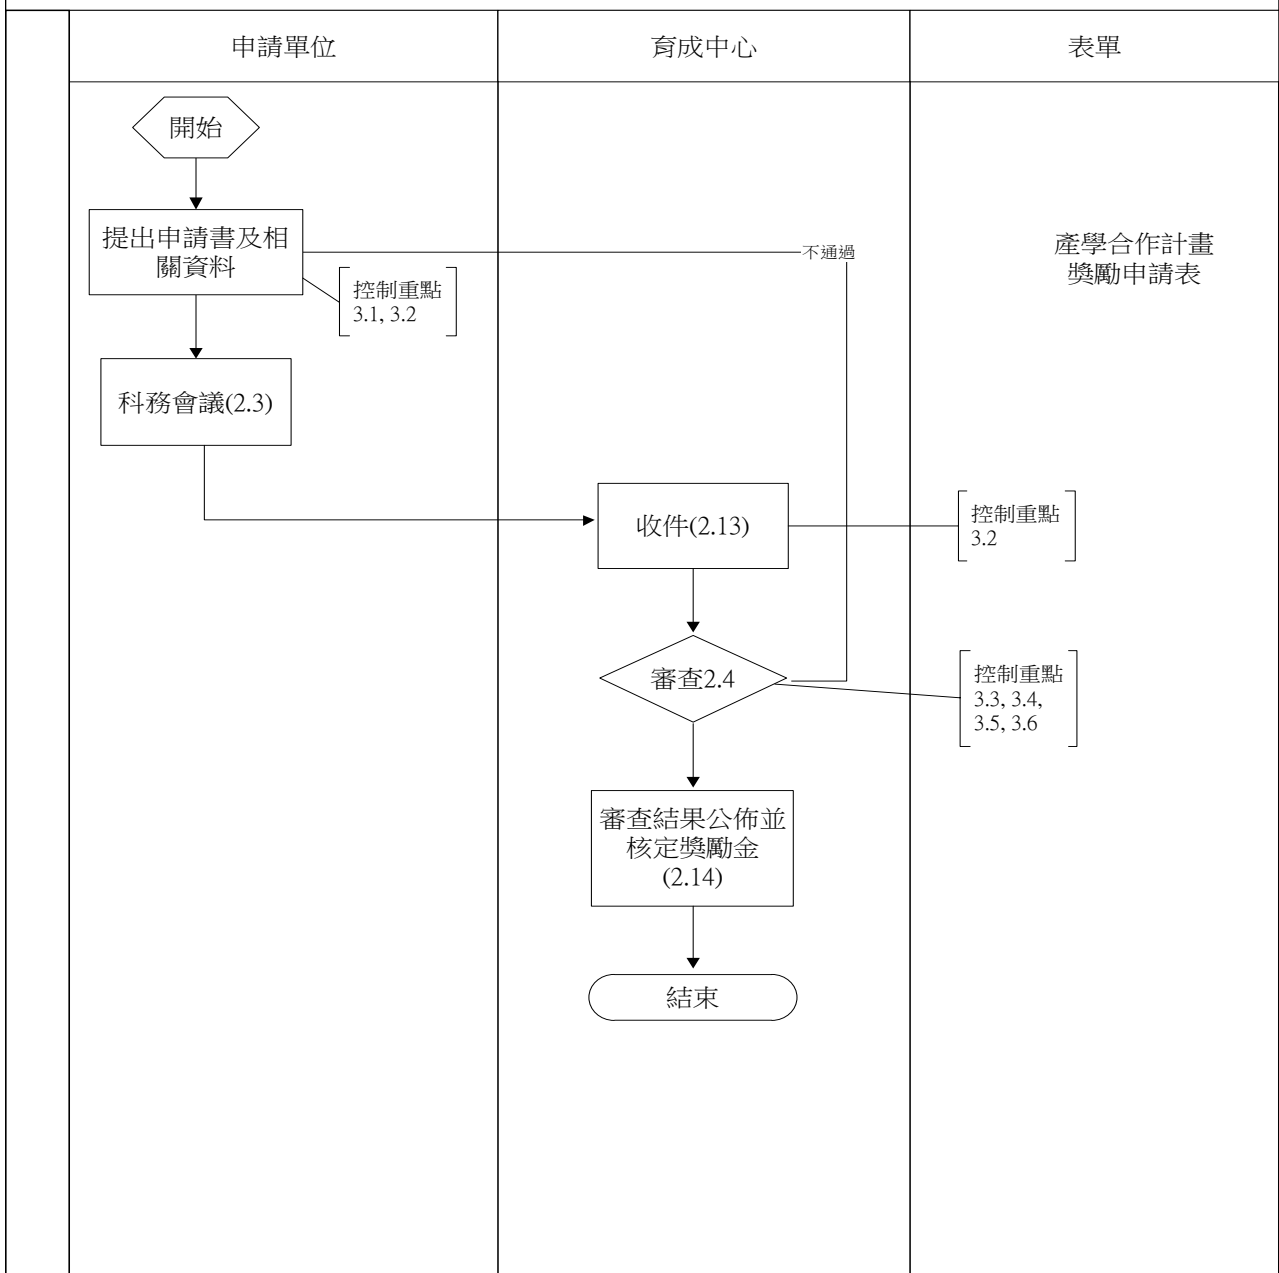 申請單位
育成中心
表單
開始
提出申請書及相
關資料
不通過
產學合作計畫
獎勵申請表
控制重點
3.1, 3.2
科務會議(2.3)
收件(2.13)
控制重點
3.2
審查2.4
控制重點
3.3, 3.4,
3.5, 3.6
審查結果公佈並
核定獎勵金
(2.14)
結束